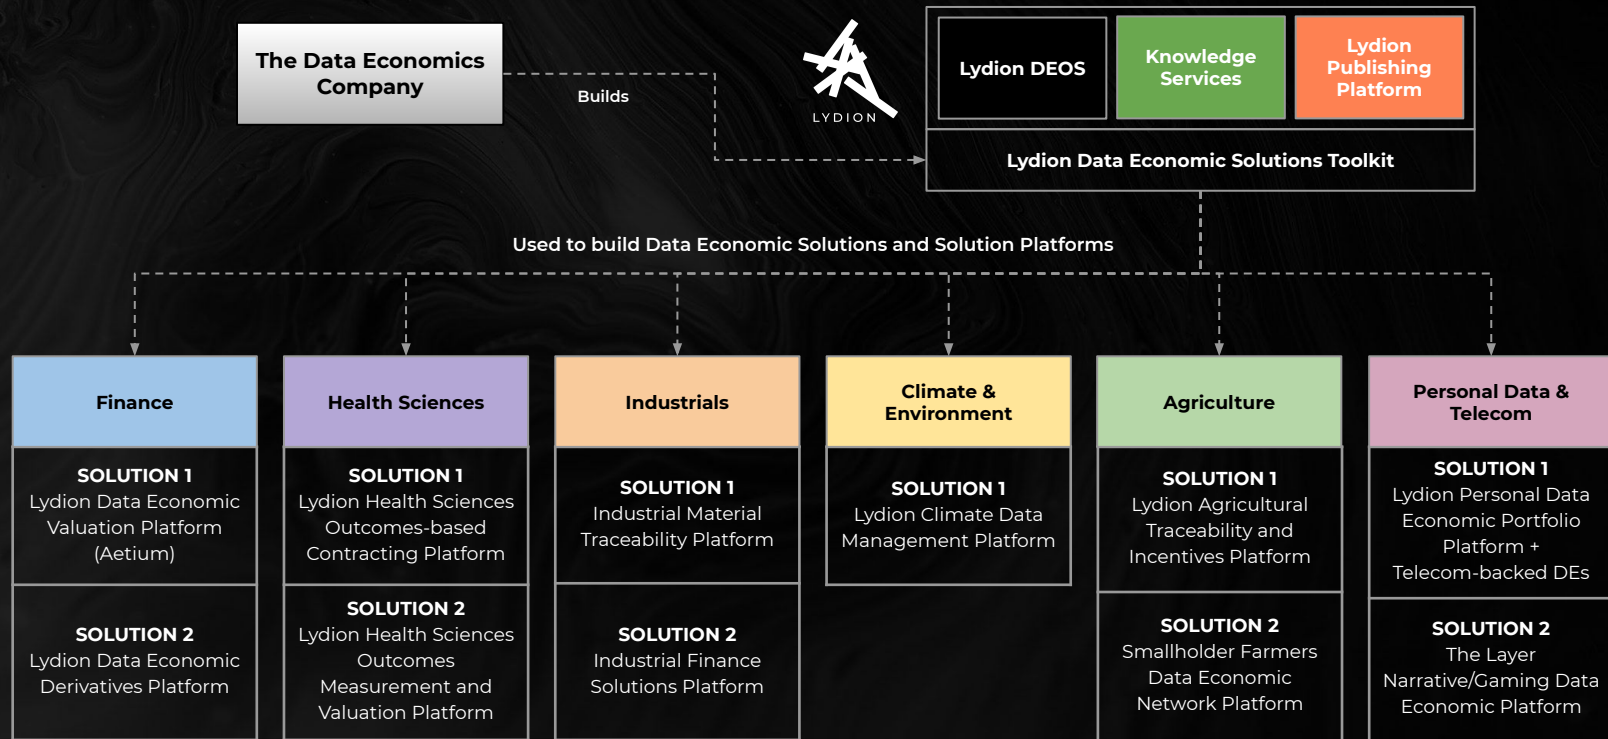 The Data Economics
Company
Builds
LYDION
Lydion DEOS
Knowledge
Services
Lydion
Publishing
Platform
Lydion Data Economic Solutions Toolkit
Used to build Data Economic Solutions and Solution Platforms
Finance
SOLUTION 1
Lydion Data Economic
Valuation Platform
(Aetium)
SOLUTION 2
Lydion Data Economic
Derivatives Platform
Health Sciences
SOLUTION 1
Lydion Health Sciences
Outcomes-based
Contracting Platform
SOLUTION 2
Lydion Health Sciences
Outcomes
Measurement and
Valuation Platform
Industrials
SOLUTION 1
Industrial Material
Traceability Platform
SOLUTION 2
Industrial Finance
Solutions Platform
Climate &
Environment
SOLUTION 1
Lydion Climate Data
Management Platform
Agriculture
SOLUTION 1
Lydion Agricultural
Traceability and
Incentives Platform
SOLUTION 2
Smallholder Farmers
Data Economic
Network Platform
Personal Data &
Telecom
SOLUTION 1
Lydion Personal Data
Economic Portfolio
Platform +
Telecom-backed DEs
SOLUTION 2
The Layer
Narrative/Gaming Data
Economic Platform